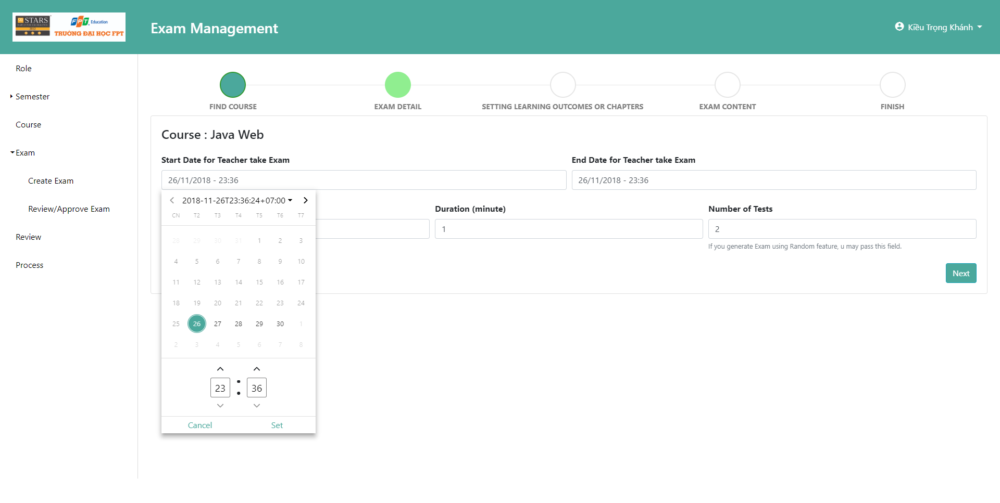 STARS
RATED FOR EXCELLENCE
2012
FPT Education
TRƯỜNG ĐẠI HỌC FPT
Exam Management
Kiều Trọng Khánh
Role
Semester
Course
Exam
Create Exam
Review/Approve Exam
Review
Process
FIND COURSE
EXAM DETAIL
SETTING LEARNING OUTCOMES OR CHAPTERS
EXAM CONTENT
FINISH
Course : Java Web
Start Date for Teacher take Exam
End Date for Teacher take Exam
26/11/2018 - 23:36
26/11/2018 - 23:36
2018-11-26T23:36:24+07:00
CN T2 T3 T4 T5 T6 T7
28 29 30 31 1 2 3
4 5 6 7 8 9 10
11 12 13 14 15 16 17
18 19 20 21 22 23 24
25 26 27 28 29 30 1
2 3 4 5 6 7 8
23 : 36
Cancel Set
Duration (minute)
Number of Tests
1
2
If you generate Exam using Random feature, u may pass this field.
Next